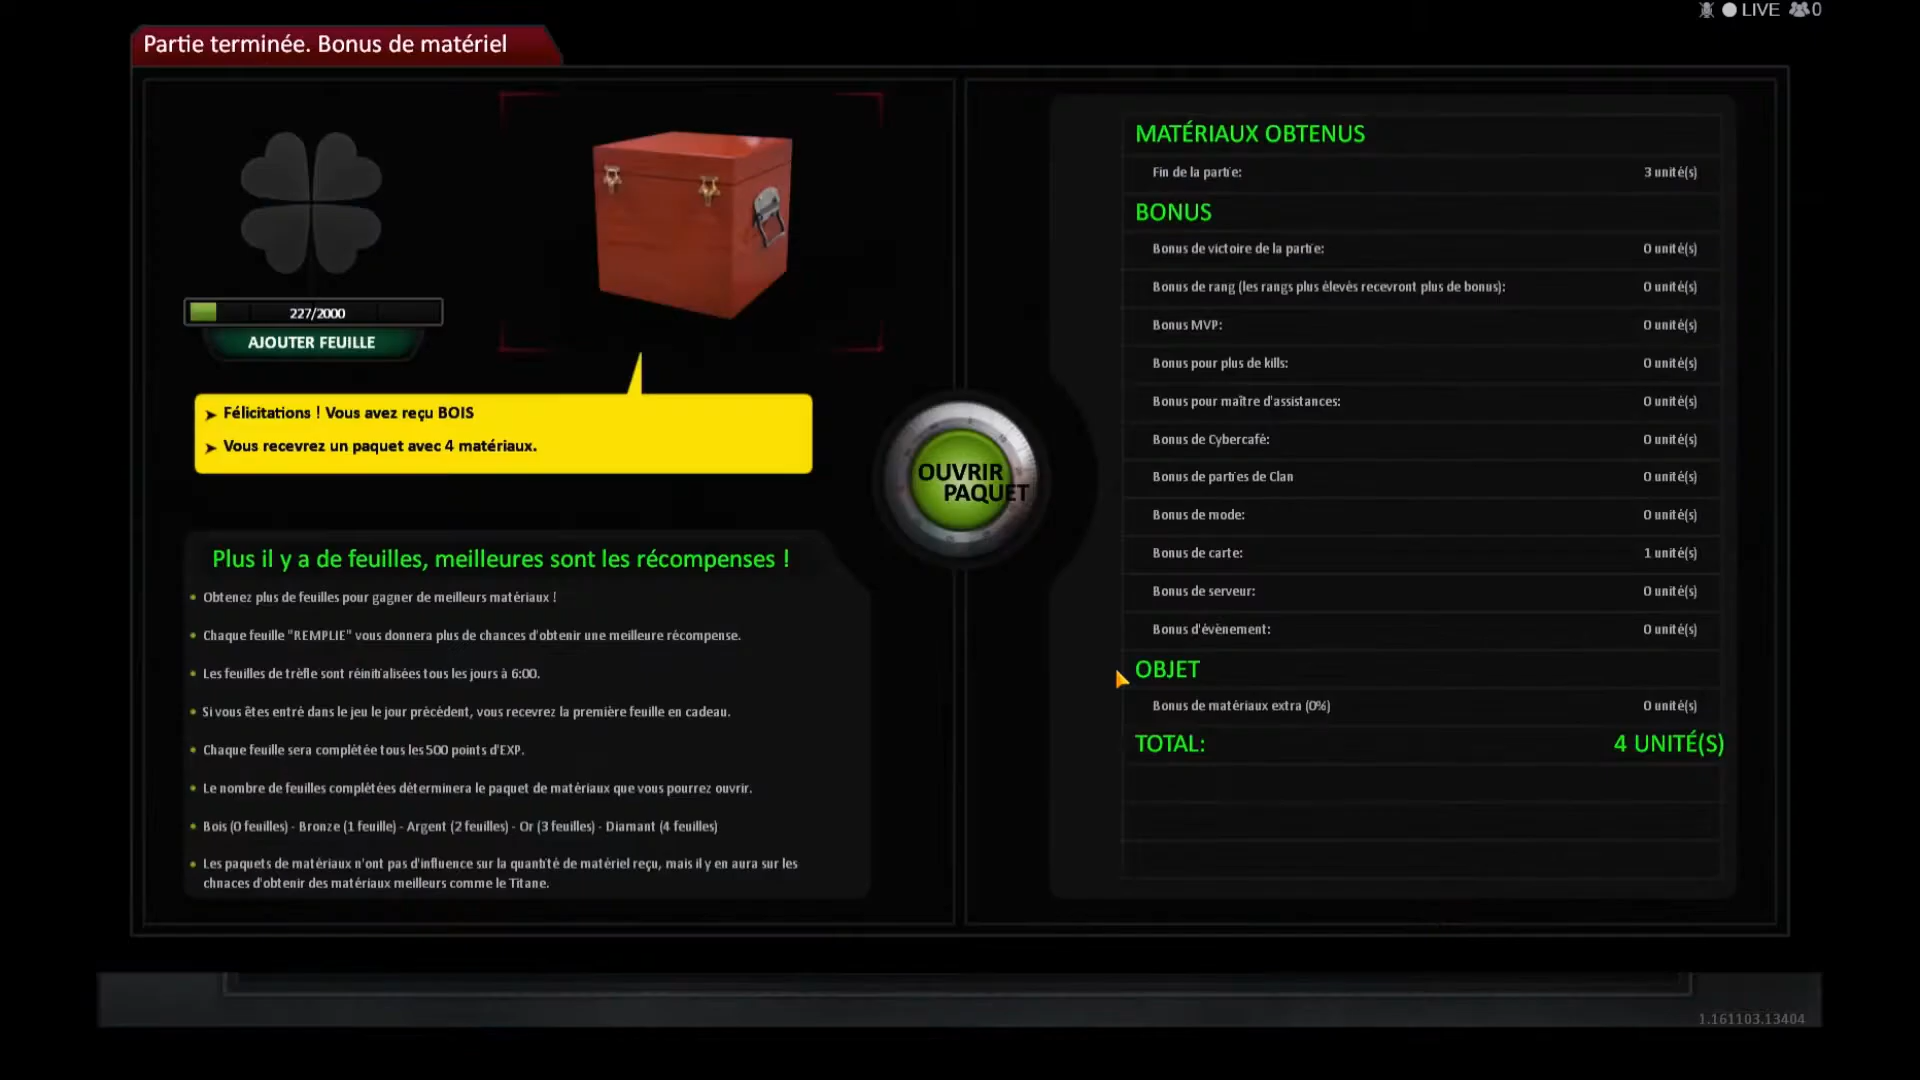 LIVE 0
Partie terminée. Bonus de matériel
227/2000
AJOUTER FEUILLE
Félicitations ! Vous avez reçu BOIS
Vous recevrez un paquet avec 4 matériaux.
OUVRIR
PAQUET
Plus il y a de feuilles, meilleures sont les récompenses !
Obtenez plus de feuilles pour gagner de meilleurs matériaux !
Chaque feuille "REMPLIE" vous donnera plus de chances d'obtenir une meilleure récompense.
Les feuilles de trèfle sont réinitialisées tous les jours à 6:00.
Si vous êtes entré dans le jeu le jour précédent, vous recevrez la première feuille en cadeau.
Chaque feuille sera complétée tous les 500 points d'EXP.
Le nombre de feuilles complétées déterminera le paquet de matériaux que vous pourrez ouvrir.
Bois (0 feuilles) - Bronze (1 feuille) - Argent (2 feuilles) - Or (3 feuilles) - Diamant (4 feuilles)
Les paquets de matériaux n'ont pas d'influence sur la quantité de matériel reçu, mais il y en aura sur les
chnaces d'obtenir des matériaux meilleurs comme le Titane.
MATÉRIAUX OBTENUS
Fin de la partie: 3 unité(s)
BONUS
Bonus de victoire de la partie: 0 unité(s)
Bonus de rang (les rangs plus élevés recevront plus de bonus): 0 unité(s)
Bonus MVP: 0 unité(s)
Bonus pour plus de kills: 0 unité(s)
Bonus pour maître d'assistances: 0 unité(s)
Bonus de Cybercafé: 0 unité(s)
Bonus de parties de Clan 0 unité(s)
Bonus de mode: 0 unité(s)
Bonus de carte: 1 unité(s)
Bonus de serveur: 0 unité(s)
Bonus d'évènement: 0 unité(s)
OBJET
Bonus de matériaux extra (0%) 0 unité(s)
TOTAL: 4 UNITÉ(S)
1.161103.13404